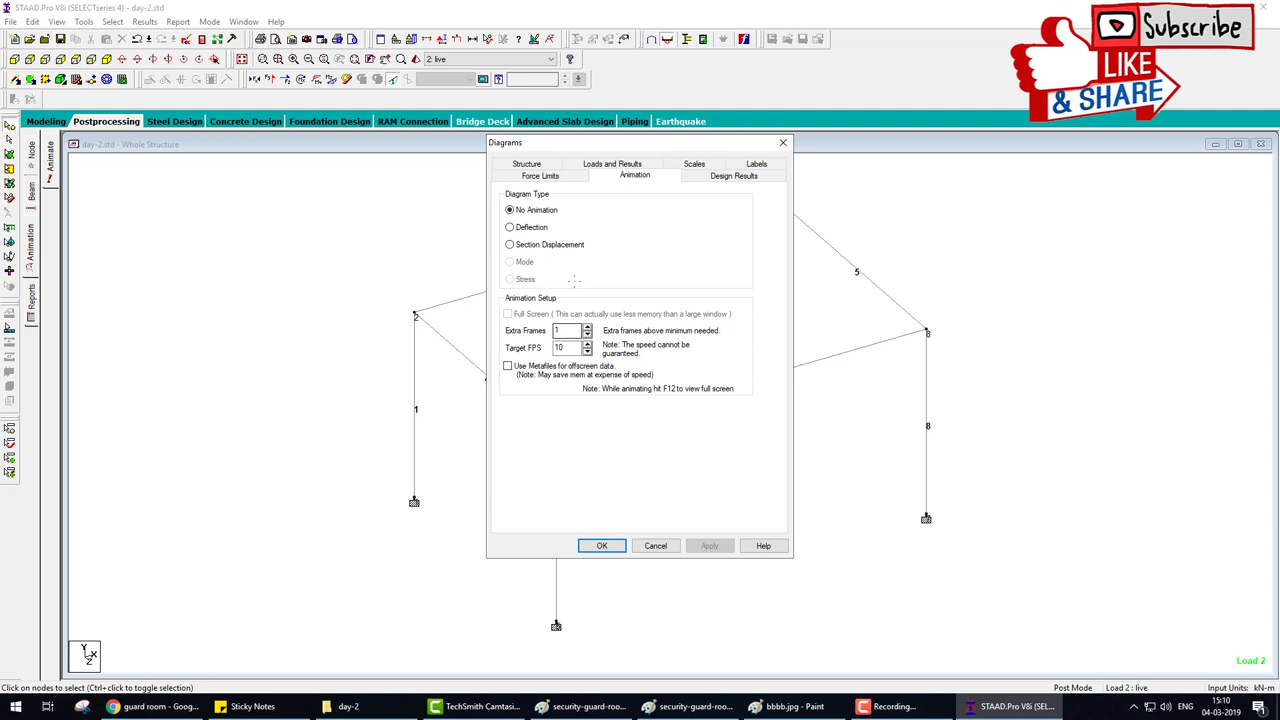 STAAD.Pro V8i (SELECTseries 4) - day-2.std
File Edit View Tools Select Results Report Mode Window Help
2: live
Modeling Postprocessing Steel Design Concrete Design Foundation Design RAM Connection Bridge Deck Advanced Slab Design Piping Earthquake
Subscribe
LIKE
& SHARE
Node
Beam
Animation
Reports
Animate
day-2.std - Whole Structure
Diagrams
Structure Loads and Results Scales Labels
Force Limits Animation Design Results
Diagram Type
No Animation
Deflection
Section Displacement
Mode
Stress
Animation Setup
Full Screen ( This can actually use less memory than a large window )
Extra Frames 1 Extra frames above minimum needed.
Target FPS 10 Note: The speed cannot be
guaranteed.
Use Metafiles for offscreen data.
(Note: May save mem at expense of speed)
Note: While animating hit F12 to view full screen
OK Cancel Apply Help
5
2
1
8
Y
X
Z
Load 2
Click on nodes to select (Ctrl+click to toggle selection) Post Mode Load 2 : live Input Units: kN-m
guard room - Goog... Sticky Notes day-2 TechSmith Camtasi... security-guard-roo... security-guard-roo... bbbb.jpg - Paint Recording... STAAD.Pro V8i (SEL... ENG
15:10
04-03-2019